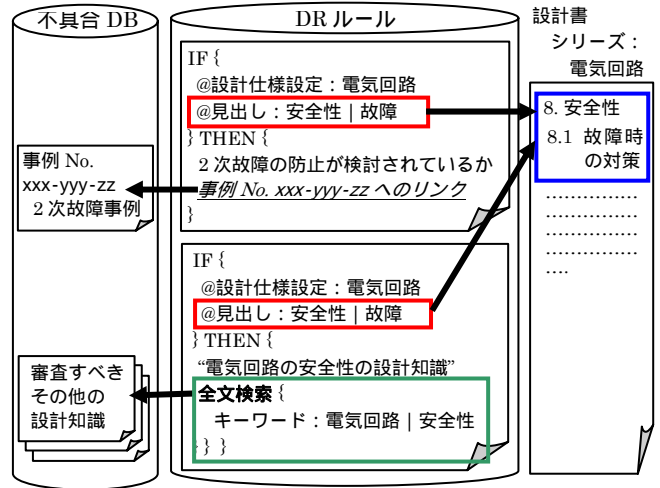 不具合 DB
事例 No.
xxx-yyy-zz
2 次故障事例
審査すべき
その他の
設計知識
DR ルール
IF {
@設計仕様設定：電気回路
@見出し：安全性 | 故障
} THEN {
2 次故障の防止が検討されているか
事例 No. xxx-yyy-zz へのリンク
}
IF {
@設計仕様設定：電気回路
@見出し：安全性 | 故障
} THEN {
“電気回路の安全性の設計知識”
全文検索 {
キーワード：電気回路 | 安全性
} } }
設計書
シリーズ：
電気回路
8. 安全性
8.1 故障時
の対策
................
................
................
................
....